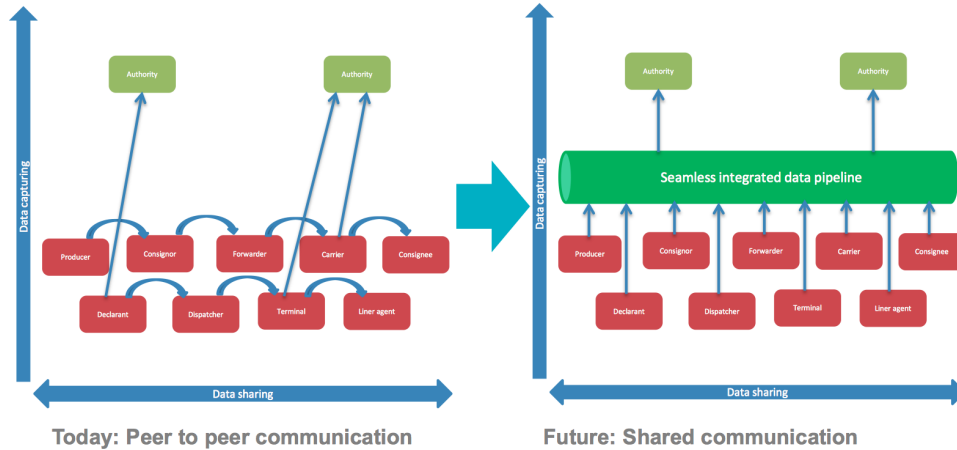 Data capturing
Authority
Authority
Producer
Consignor
Forwarder
Carrier
Consignee
Declarant
Dispatcher
Terminal
Liner agent
Data sharing
Today: Peer to peer communication
Data capturing
Authority
Authority
Seamless integrated data pipeline
Producer
Consignor
Forwarder
Carrier
Consignee
Declarant
Dispatcher
Terminal
Liner agent
Data sharing
Future: Shared communication